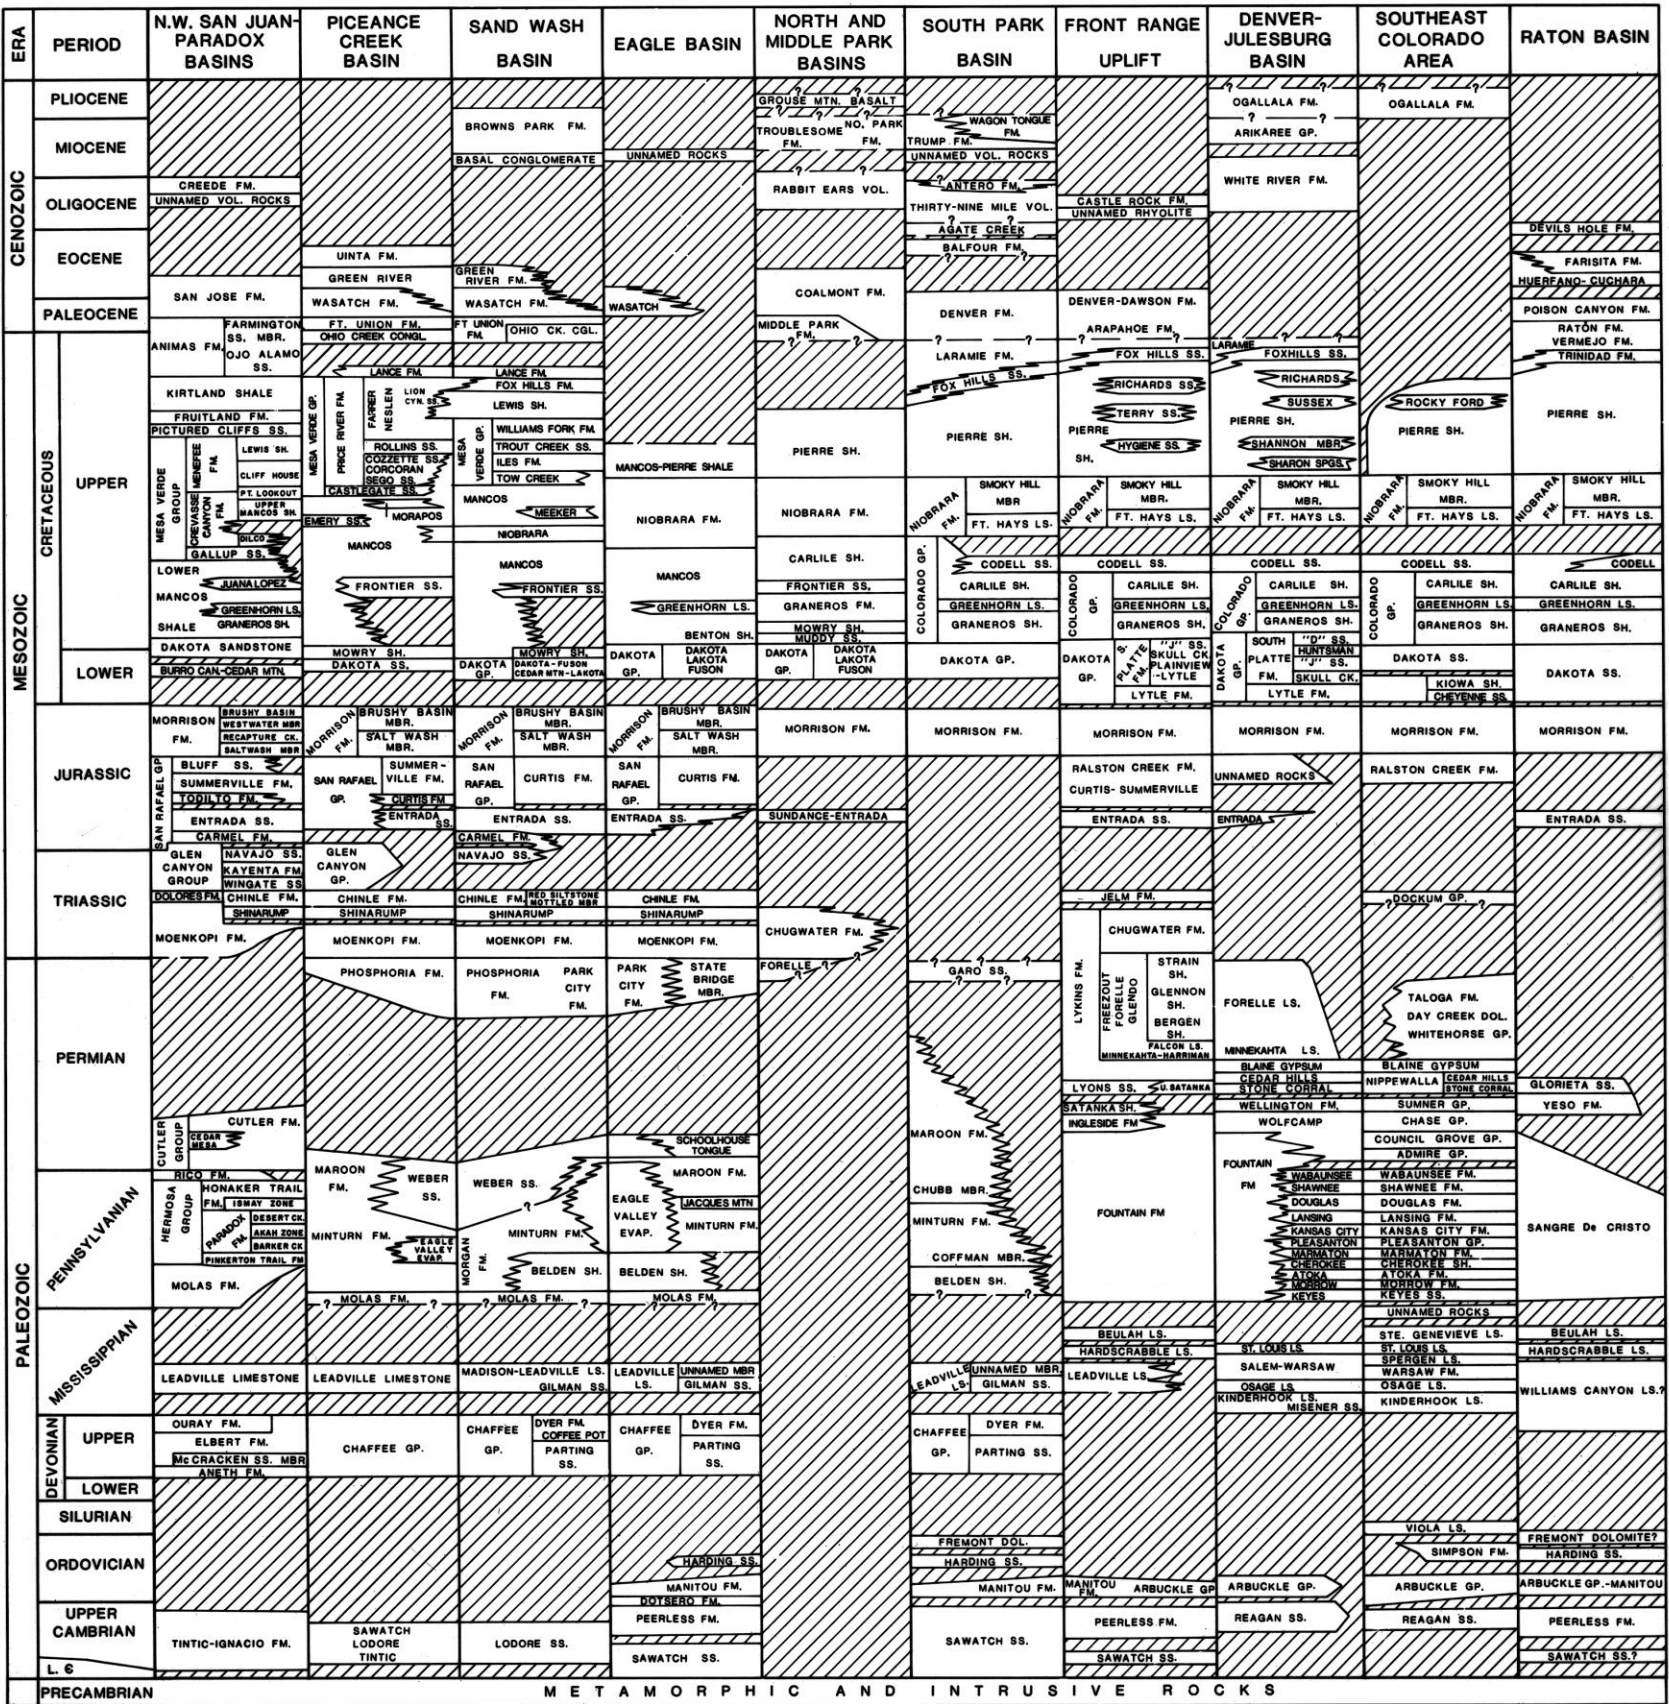 ERA
PERIOD
N.W. SAN JUAN-
PARADOX
BASINS
PICEANCE
CREEK
BASIN
SAND WASH
BASIN
EAGLE BASIN
NORTH AND
MIDDLE PARK
BASINS
SOUTH PARK
BASIN
FRONT RANGE
UPLIFT
DENVER-
JULESBURG
BASIN
SOUTHEAST
COLORADO
AREA
RATON BASIN
CENOZOIC
PLIOCENE
MIOCENE
OLIGOCENE
EOCENE
PALEOCENE
MESOZOIC
CRETACEOUS
UPPER
LOWER
JURASSIC
TRIASSIC
PALEOZOIC
PERMIAN
PENNSYLVANIAN
MISSISSIPPIAN
DEVONIAN
UPPER
LOWER
SILURIAN
ORDOVICIAN
UPPER
CAMBRIAN
L. Є
PRECAMBRIAN
CREEDE FM.
UNNAMED VOL. ROCKS
SAN JOSE FM.
ANIMAS FM.
FARMINGTON
SS. MBR.
OJO ALAMO
SS.
KIRTLAND SHALE
FRUITLAND FM.
PICTURED CLIFFS SS.
MESA VERDE
GROUP
MENEFEE
FM.
CREVASSE
CANYON
FM.
LEWIS SH.
CLIFF HOUSE
PT. LOOKOUT
UPPER
MANCOS SH.
DILCO
GALLUP SS.
LOWER
JUANA LOPEZ
MANCOS
GREENHORN LS.
SHALE
GRANEROS SH.
DAKOTA SANDSTONE
BURRO CAN.-CEDAR MTN.
MORRISON
FM.
BRUSHY BASIN
WESTWATER MBR
RECAPTURE CK.
SALTWASH MBR
SAN RAFAEL GP
BLUFF SS.
SUMMERVILLE FM.
TODILTO FM.
ENTRADA SS.
CARMEL FM.
GLEN
CANYON
GROUP
NAVAJO SS.
KAYENTA FM.
WINGATE SS
DOLORES FM.
CHINLE FM.
SHINARUMP
MOENKOPI FM.
CUTLER
GROUP
CUTLER FM.
CEDAR
MESA
RICO FM.
HERMOSA
GROUP
HONAKER TRAIL
FM.
ISMAY ZONE
PARADOX
FM.
DESERT CK.
AKAH ZONE
BARKER CK
PINKERTON TRAIL FM
MOLAS FM.
LEADVILLE LIMESTONE
OURAY FM.
ELBERT FM.
McCRACKEN SS. MBR
ANETH FM.
TINTIC-IGNACIO FM.
UINTA FM.
GREEN RIVER
WASATCH FM.
FT. UNION FM.
OHIO CREEK CONGL.
LANCE FM.
MESA VERDE GP.
PRICE RIVER FM.
FARRER
NESLEN
LION
CYN. SS.
ROLLINS SS.
COZZETTE SS.
CORCORAN
SEGO SS.
CASTLEGATE SS.
MORAPOS
EMERY SS.
MANCOS
FRONTIER SS.
MOWRY SH.
DAKOTA SS.
MORRISON
FM.
BRUSHY BASIN
MBR.
SALT WASH
MBR.
SAN RAFAEL
GP.
SUMMER-
VILLE FM.
CURTIS FM
ENTRADA
SS.
GLEN
CANYON
GP.
CHINLE FM.
SHINARUMP
MOENKOPI FM.
PHOSPHORIA FM.
MAROON
FM.
WEBER
SS.
MINTURN FM.
EAGLE
VALLEY
EVAP.
MOLAS FM.
? ?
LEADVILLE LIMESTONE
CHAFFEE GP.
SAWATCH
LODORE
TINTIC
BROWNS PARK FM.
BASAL CONGLOMERATE
GREEN
RIVER FM.
WASATCH FM.
FT UNION
FM.
OHIO CK. CGL.
LANCE FM.
FOX HILLS FM.
LEWIS SH.
MESA
VERDE GP.
WILLIAMS FORK FM.
TROUT CREEK SS.
ILES FM.
TOW CREEK
MANCOS
MEEKER
NIOBRARA
MANCOS
FRONTIER SS.
MOWRY SH.
DAKOTA
GP.
DAKOTA-FUSON
CEDAR MTN-LAKOTA
MORRISON
FM.
BRUSHY BASIN
MBR.
SALT WASH
MBR.
SAN
RAFAEL
GP.
CURTIS FM.
ENTRADA SS.
CARMEL FM.
NAVAJO SS.
CHINLE FM.
RED SILTSTONE
MOTTLED MBR
SHINARUMP
MOENKOPI FM.
PHOSPHORIA
FM.
PARK
CITY
FM.
WEBER SS.
?
MINTURN FM.
MORGAN
FM.
BELDEN SH.
MOLAS FM.
? ?
MADISON-LEADVILLE LS.
GILMAN SS.
CHAFFEE
GP.
DYER FM.
COFFEE POT
PARTING
SS.
LODORE SS.
UNNAMED ROCKS
WASATCH
MANCOS-PIERRE SHALE
NIOBRARA FM.
MANCOS
GREENHORN LS.
BENTON SH.
DAKOTA
GP.
DAKOTA
LAKOTA
FUSON
MORRISON
FM.
BRUSHY BASIN
MBR.
SALT WASH
MBR.
SAN
RAFAEL
GP.
CURTIS FM.
ENTRADA SS.
CHINLE FM.
SHINARUMP
MOENKOPI FM.
PARK
CITY
FM.
STATE
BRIDGE
MBR.
SCHOOLHOUSE
TONGUE
MAROON FM.
EAGLE
VALLEY
EVAP.
JACQUES MTN
MINTURN FM.
BELDEN SH.
MOLAS FM.
? ?
LEADVILLE
LS.
UNNAMED MBR
GILMAN SS.
CHAFFEE
GP.
DYER FM.
PARTING
SS.
HARDING SS.
MANITOU FM.
DOTSERO FM.
PEERLESS FM.
SAWATCH SS.
? ?
GROUSE MTN. BASALT
? ?
TROUBLESOME
FM.
NO. PARK
FM.
?
RABBIT EARS VOL.
COALMONT FM.
MIDDLE PARK
FM.
? ?
PIERRE SH.
NIOBRARA FM.
CARLILE SH.
FRONTIER SS.
GRANEROS FM.
MOWRY SH.
MUDDY SS.
DAKOTA
GP.
DAKOTA
LAKOTA
FUSON
MORRISON FM.
SUNDANCE-ENTRADA
CHUGWATER FM.
FORELLE
?
?
WAGON TONGUE
FM.
TRUMP FM.
UNNAMED VOL. ROCKS
?
ANTERO FM.
THIRTY-NINE MILE VOL.
? ?
AGATE CREEK
BALFOUR FM.
? ?
DENVER FM.
? ?
LARAMIE FM.
FOX HILLS SS.
PIERRE SH.
NIOBRARA
FM.
SMOKY HILL
MBR
FT. HAYS LS.
COLORADO GP.
CODELL SS.
CARLILE SH.
GREENHORN LS.
GRANEROS SH.
DAKOTA GP.
MORRISON FM.
? ?
GARO SS.
? ?
MAROON FM.
CHUBB MBR.
MINTURN FM.
COFFMAN MBR.
BELDEN SH.
? ?
LEADVILLE
LS.
UNNAMED MBR.
GILMAN SS.
CHAFFEE
GP.
DYER FM.
PARTING SS.
FREMONT DOL.
HARDING SS.
MANITOU FM.
SAWATCH SS.
CASTLE ROCK FM.
UNNAMED RHYOLITE
DENVER-DAWSON FM.
ARAPAHOE FM.
? ?
FOX HILLS SS.
RICHARDS SS.
TERRY SS.
PIERRE
SH.
HYGIENE SS.
NIOBRARA
FM.
SMOKY HILL
MBR.
FT. HAYS LS.
CODELL SS.
COLORADO
GP.
CARLILE SH.
GREENHORN LS.
GRANEROS SH.
DAKOTA
GP.
S.
PLATTE
FM.
"J" SS.
SKULL CK.
PLAINVIEW
-LYTLE
LYTLE FM.
MORRISON FM.
RALSTON CREEK FM.
CURTIS-SUMMERVILLE
ENTRADA SS.
JELM FM.
LYKINS FM.
CHUGWATER FM.
FREEZOUT
FORELLE
GLENDO
STRAIN
SH.
GLENNON
SH.
BERGEN
SH.
FALCON LS.
MINNEKAHTA-HARRIMAN
LYONS SS.
U. SATANKA
SATANKA SH.
INGLESIDE FM
FOUNTAIN FM
BEULAH LS.
HARDSCRABBLE LS.
LEADVILLE LS.
MANITOU
FM.
ARBUCKLE GP
PEERLESS FM.
SAWATCH SS.
? ?
OGALLALA FM.
? ?
ARIKAREE GP.
WHITE RIVER FM.
? ?
LARAMIE
FOXHILLS SS.
RICHARDS
SUSSEX
PIERRE SH.
SHANNON MBR.
SHARON SPGS.
NIOBRARA
FM.
SMOKY HILL
MBR.
FT. HAYS LS.
CODELL SS.
COLORADO
GP.
CARLILE SH.
GREENHORN LS.
GRANEROS SH.
DAKOTA
GP.
SOUTH
PLATTE
FM.
"D" SS.
HUNTSMAN
"J" SS.
SKULL CK.
LYTLE FM.
MORRISON FM.
UNNAMED ROCKS
ENTRADA
FORELLE LS.
MINNEKAHTA LS.
BLAINE GYPSUM
CEDAR HILLS
STONE CORRAL
WELLINGTON FM.
WOLFCAMP
FOUNTAIN
FM
WABAUNSEE
SHAWNEE
DOUGLAS
LANSING
KANSAS CITY
PLEASANTON
MARMATON
CHEROKEE
ATOKA
MORROW
KEYES
ST. LOUIS LS.
SALEM-WARSAW
OSAGE LS.
KINDERHOOK LS.
MISENER SS.
ARBUCKLE GP.
REAGAN SS.
? ?
OGALLALA FM.
ROCKY FORD
PIERRE SH.
NIOBRARA
FM.
SMOKY HILL
MBR.
FT. HAYS LS.
CODELL SS.
COLORADO
GP.
CARLILE SH.
GREENHORN LS.
GRANEROS SH.
DAKOTA SS.
KIOWA SH.
CHEYENNE SS.
MORRISON FM.
RALSTON CREEK FM.
DOCKUM GP.
? ?
TALOGA FM.
DAY CREEK DOL.
WHITEHORSE GP.
BLAINE GYPSUM
NIPPEWALLA
CEDAR HILLS
STONE CORRAL
SUMNER GP.
CHASE GP.
COUNCIL GROVE GP.
ADMIRE GP.
WABAUNSEE FM.
SHAWNEE FM.
DOUGLAS FM.
LANSING FM.
KANSAS CITY FM.
PLEASANTON GP.
MARMATON FM.
CHEROKEE SH.
ATOKA FM.
MORROW FM.
KEYES SS.
UNNAMED ROCKS
STE. GENEVIEVE LS.
ST. LOUIS LS.
SPERGEN LS.
WARSAW FM.
OSAGE LS.
KINDERHOOK LS.
VIOLA LS.
SIMPSON FM.
ARBUCKLE GP.
REAGAN SS.
DEVILS HOLE FM.
FARISITA FM.
HUERFANO-CUCHARA
POISON CANYON FM.
RATON FM.
VERMEJO FM.
TRINIDAD FM.
PIERRE SH.
NIOBRARA
FM.
SMOKY HILL
MBR.
FT. HAYS LS.
CODELL
CARLILE SH.
GREENHORN LS.
GRANEROS SH.
DAKOTA SS.
MORRISON FM.
ENTRADA SS.
GLORIETA SS.
YESO FM.
SANGRE De CRISTO
BEULAH LS.
HARDSCRABBLE LS.
WILLIAMS CANYON LS.?
FREMONT DOLOMITE?
HARDING SS.
ARBUCKLE GP.-MANITOU
PEERLESS FM.
SAWATCH SS.?
METAMORPHIC AND INTRUSIVE ROCKS